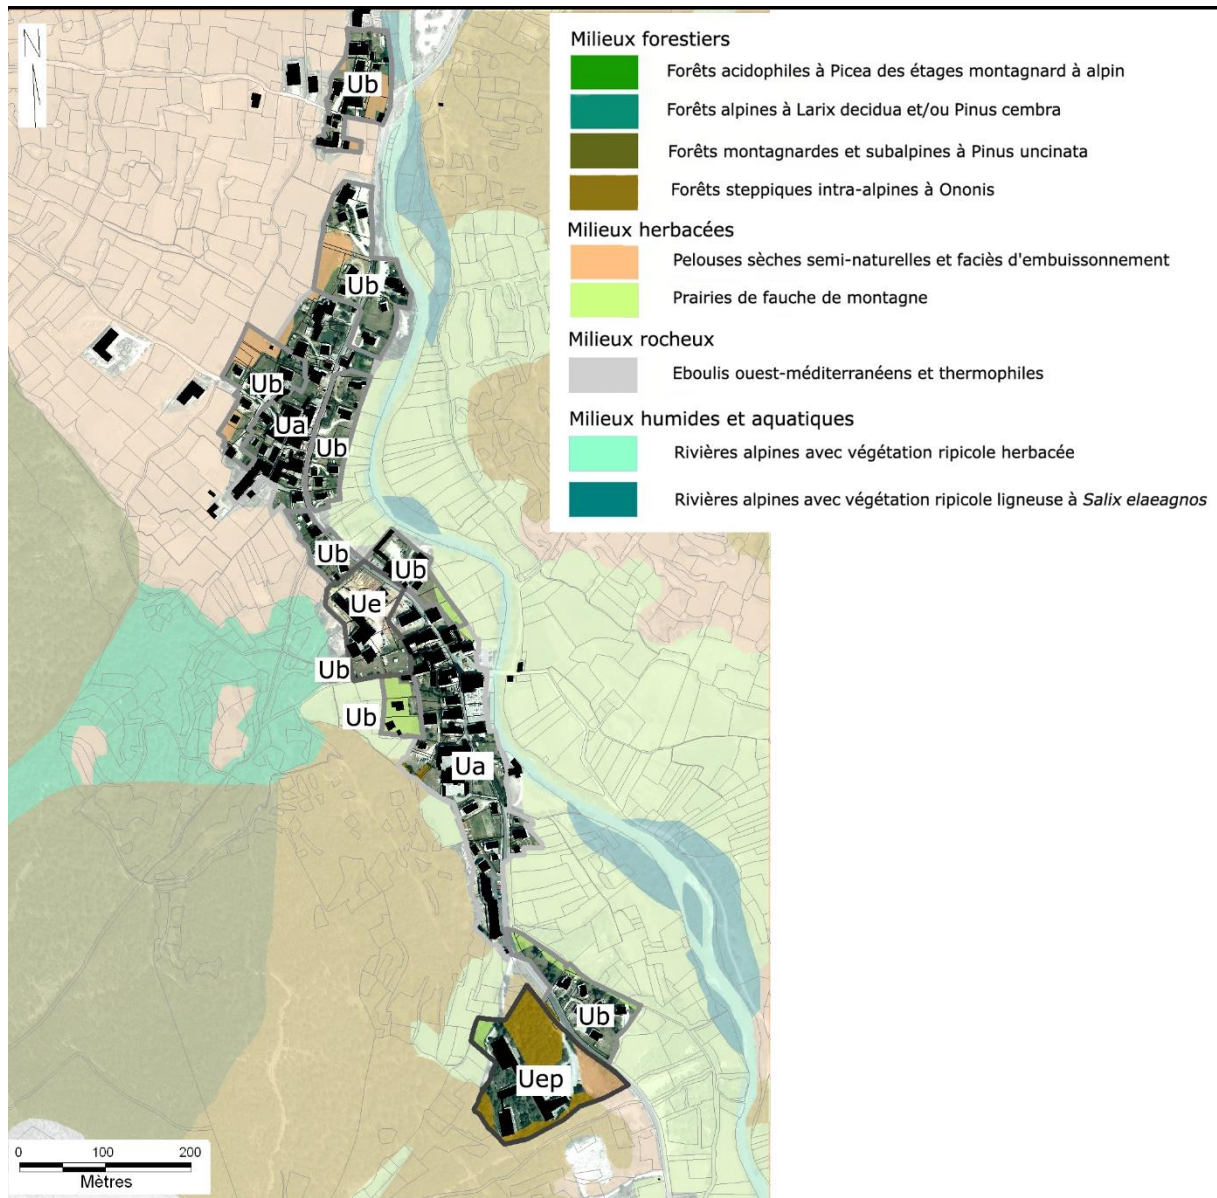 N
Milieux forestiers
Forêts acidophiles à Picea des étages montagnard à alpin
Forêts alpines à Larix decidua et/ou Pinus cembra
Forêts montagnardes et subalpines à Pinus uncinata
Forêts steppiques intra-alpines à Ononis
Milieux herbacées
Pelouses sèches semi-naturelles et faciès d'embuissonnement
Prairies de fauche de montagne
Milieux rocheux
Eboulis ouest-méditerranéens et thermophiles
Milieux humides et aquatiques
Rivières alpines avec végétation ripicole herbacée
Rivières alpines avec végétation ripicole ligneuse à Salix elaeagnos
Ub
Ub
Ub
Ua
Ub
Ub
Ub
Ue
Ub
Ub
Ua
Ub
Uep
0 100 200
Mètres